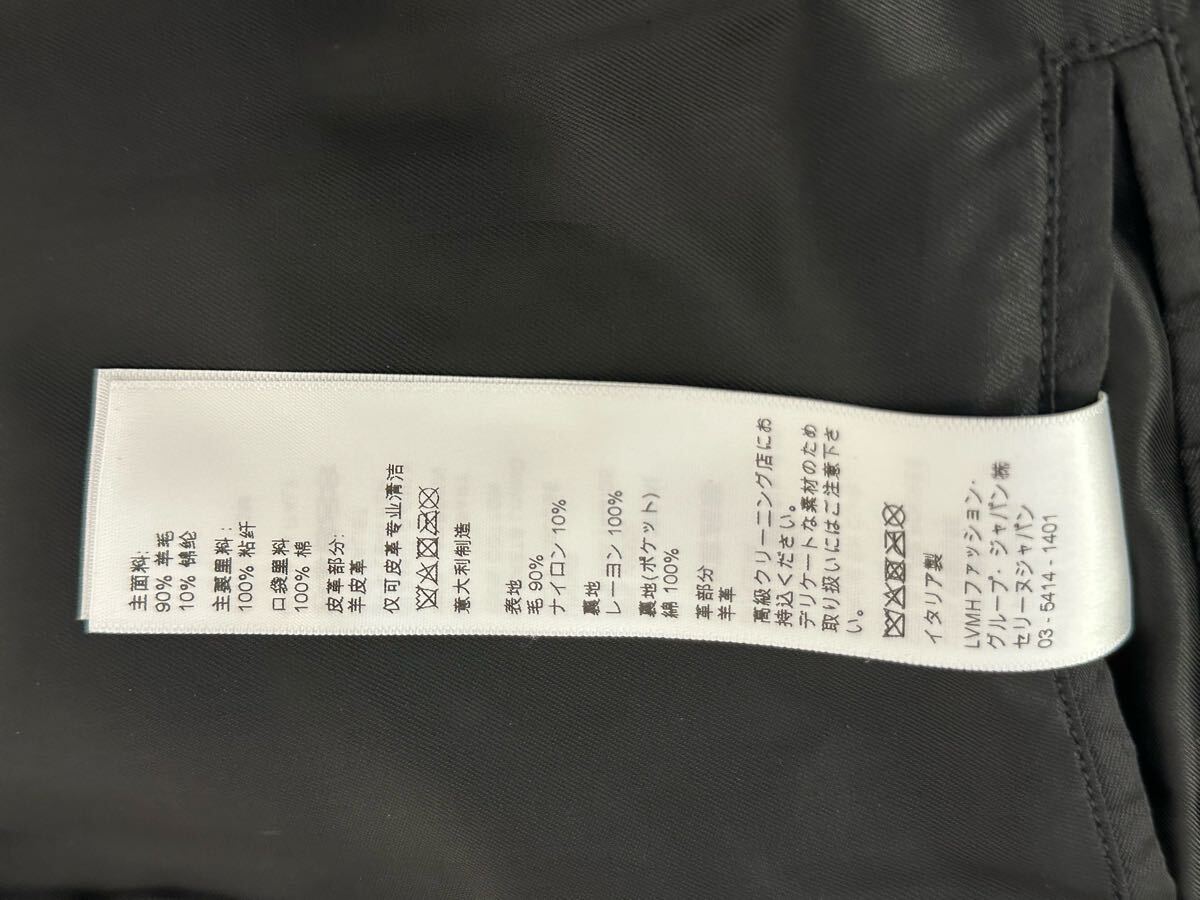 主面料:
90% 羊毛
10% 锦纶
主要里料:
100% 粘纤
口袋里料
100% 棉
皮革部分:
羊皮革
仅可皮革专业清洁
意大利制造
表地
毛 90%
ナイロン 10%
裏地
レーヨン 100%
裏地(ポケット)
綿 100%
革部分
羊革
高級クリーニング店にお
持込ください。
デリケートな素材のため
取り扱いにはご注意下さ
い。
イタリア製
LVMHファッション・
グループ・ジャパン㈱
セリーヌジャパン
03 - 5414 - 1401